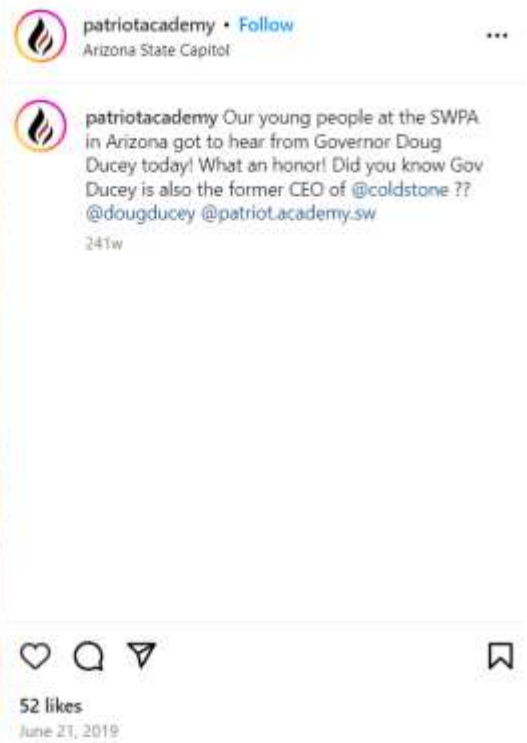 patriotacademy • Follow
Arizona State Capitol
patriotacademy Our young people at the SWPA
in Arizona got to hear from Governor Doug
Ducey today! What an honor! Did you know Gov
Ducey is also the former CEO of @coldstone ??
@dougducey @patriot.academy.sw
241w
52 likes
June 21, 2019